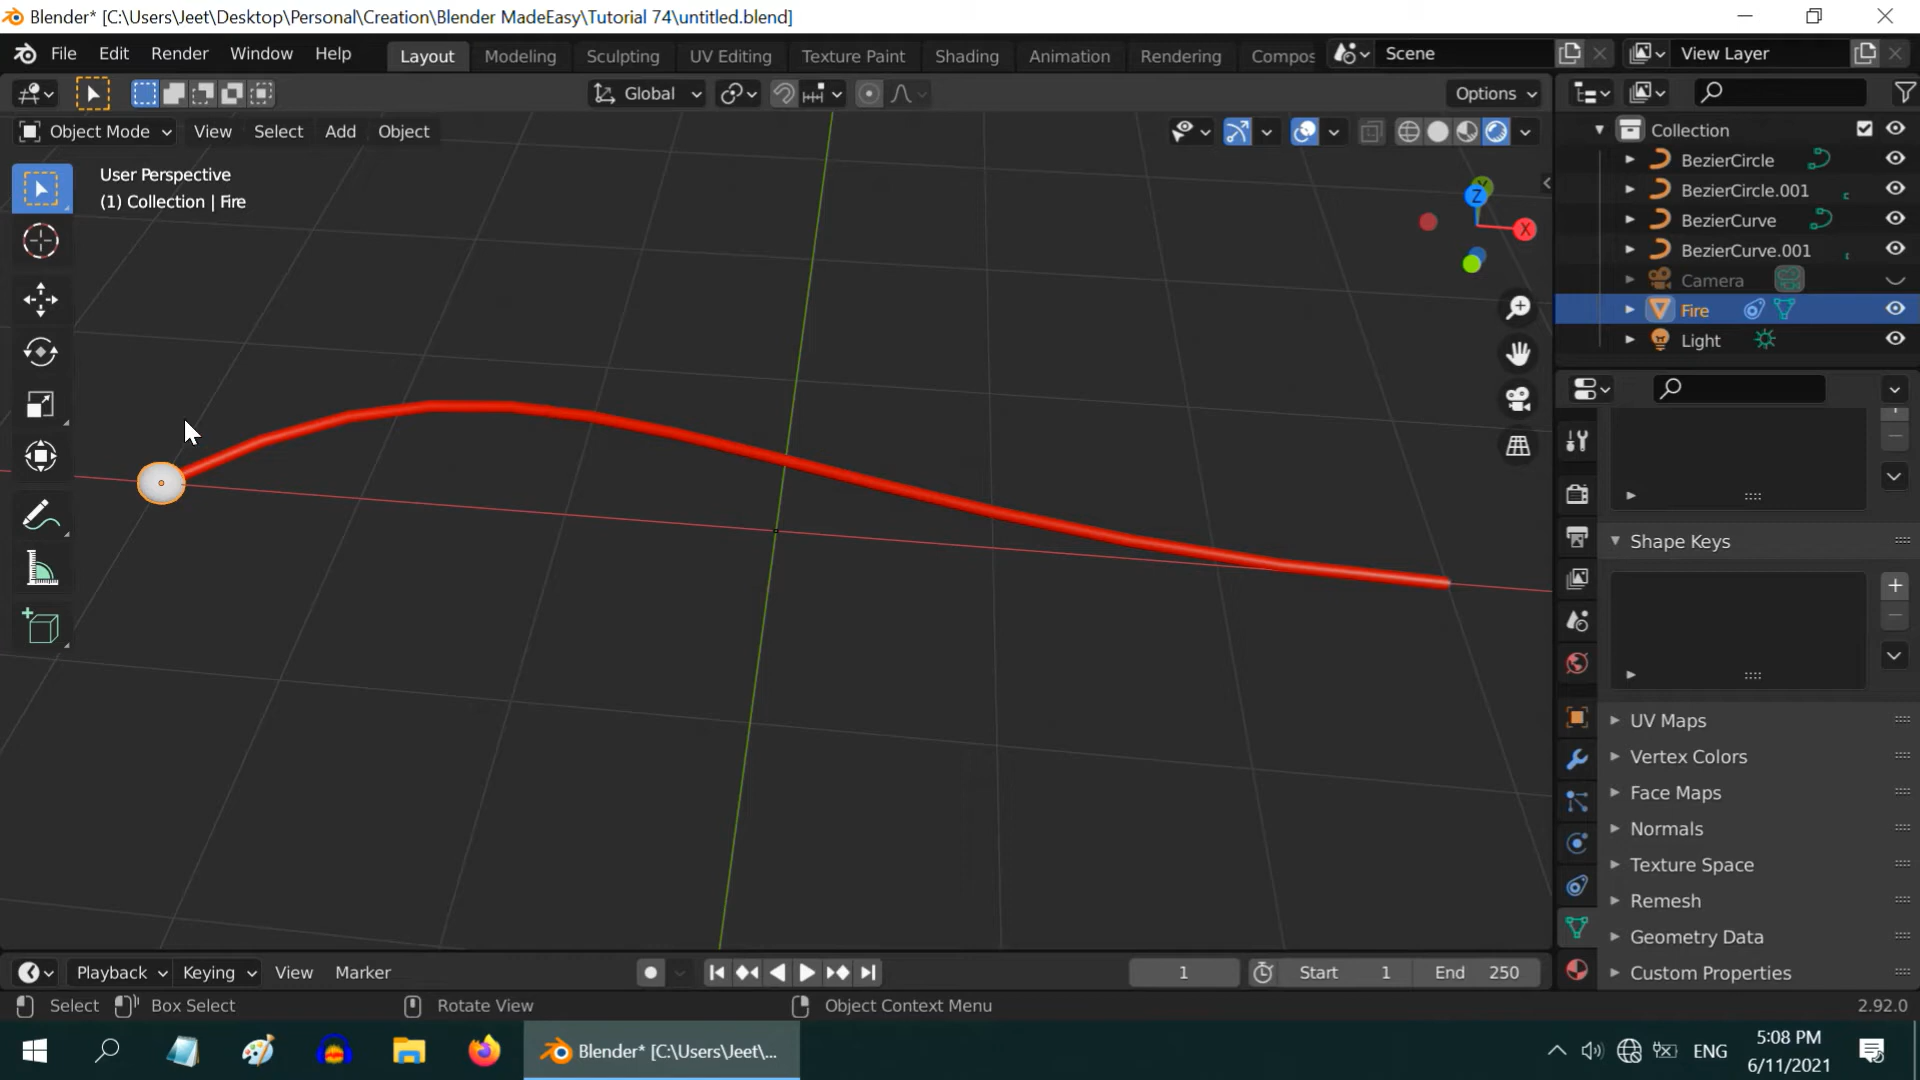 Blender* [C:\Users\Jeet\Desktop\Personal\Creation\Blender MadeEasy\Tutorial 74\untitled.blend]
File Edit Render Window Help Layout Modeling Sculpting UV Editing Texture Paint Shading Animation Rendering Compos Scene View Layer
Global Options
Object Mode View Select Add Object
User Perspective
(1) Collection | Fire
Z
Y
X
Collection
BezierCircle
BezierCircle.001
BezierCurve
BezierCurve.001
Camera
Fire
Light
Shape Keys
UV Maps
Vertex Colors
Face Maps
Normals
Texture Space
Remesh
Geometry Data
Custom Properties
Playback Keying View Marker 1 Start 1 End 250
Select Box Select Rotate View Object Context Menu 2.92.0
Blender* [C:\Users\Jeet\... ENG 5:08 PM
6/11/2021